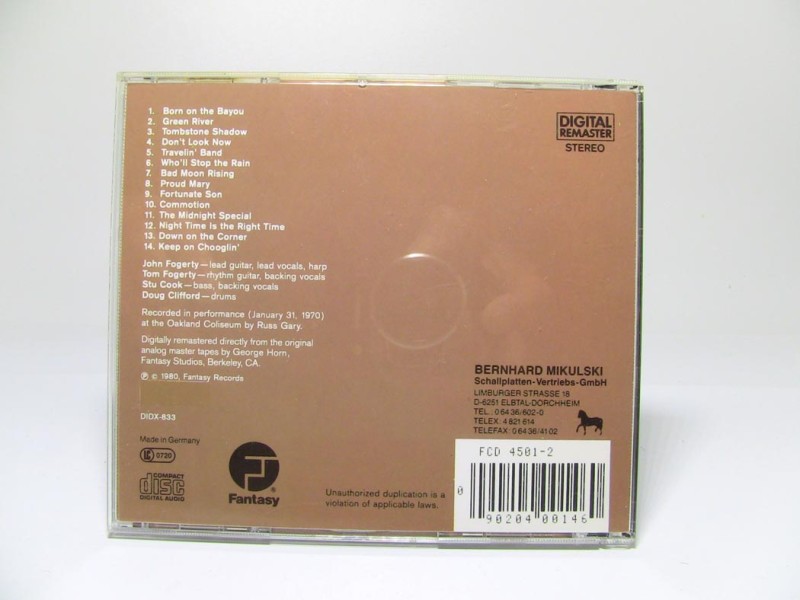 1. Born on the Bayou
2. Green River
3. Tombstone Shadow
4. Don't Look Now
5. Travelin' Band
6. Who'll Stop the Rain
7. Bad Moon Rising
8. Proud Mary
9. Fortunate Son
10. Commotion
11. The Midnight Special
12. Night Time Is the Right Time
13. Down on the Corner
14. Keep on Chooglin'
John Fogerty—lead guitar, lead vocals, harp
Tom Fogerty—rhythm guitar, backing vocals
Stu Cook—bass, backing vocals
Doug Clifford—drums
Recorded in performance (January 31, 1970)
at the Oakland Coliseum by Russ Gary.
Digitally remastered directly from the original
analog master tapes by George Horn,
Fantasy Studios, Berkeley, CA.
℗ © 1980, Fantasy Records
DIDX-833
Made in Germany
LC 0720
COMPACT
disc
DIGITAL AUDIO
Fantasy ®
Unauthorized duplication is a
violation of applicable laws.
DIGITAL
REMASTER
STEREO
BERNHARD MIKULSKI
Schallplatten-Vertriebs-GmbH
LIMBURGER STRASSE 18
D-6251 ELBTAL-DORCHHEIM
TEL.: 06436/602-0
TELEX: 4821614
TELEFAX: 06436/4102
FCD 4501-2
0 90204 00146